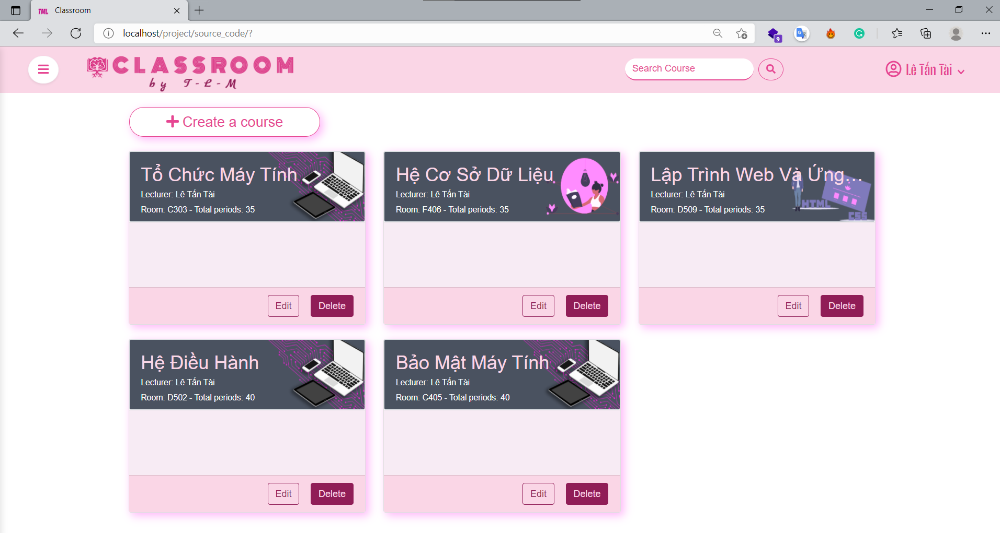 TML Classroom
localhost/project/source_code/?
9
CLASSROOM
by T-L-M
Search Course
Lê Tấn Tài
Create a course
Tổ Chức Máy Tính
Lecturer: Lê Tấn Tài
Room: C303 - Total periods: 35
Edit Delete
Hệ Cơ Sở Dữ Liệu
Lecturer: Lê Tấn Tài
Room: F406 - Total periods: 35
Edit Delete
Lập Trình Web Và Ứng...
Lecturer: Lê Tấn Tài
Room: D509 - Total periods: 35
HTML
CSS
Edit Delete
Hệ Điều Hành
Lecturer: Lê Tấn Tài
Room: D502 - Total periods: 40
Edit Delete
Bảo Mật Máy Tính
Lecturer: Lê Tấn Tài
Room: C405 - Total periods: 40
Edit Delete